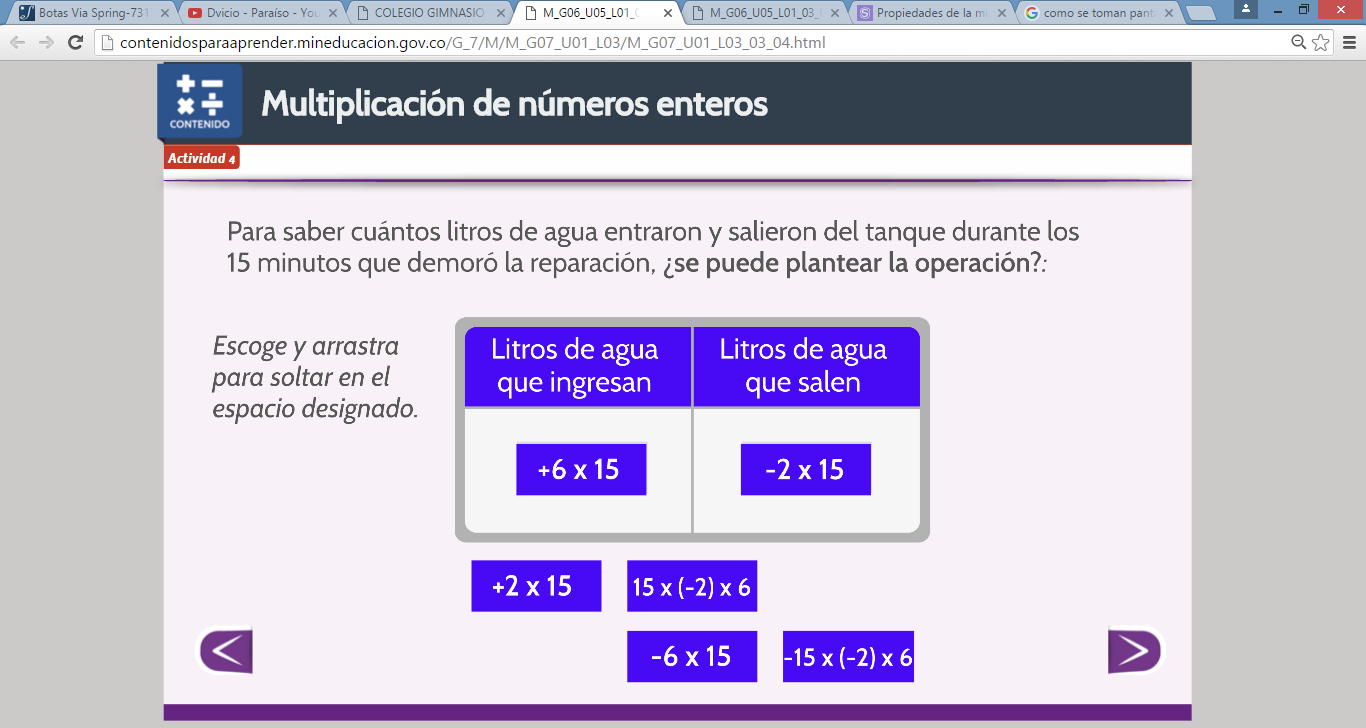 Botas Via Spring-731
Dvicio - Paraíso - You
COLEGIO GIMNASIO
M_G06_U05_L01_
M_G06_U05_L01_03_
Propiedades de la m
como se toman pant
contenidosparaaprender.mineducacion.gov.co/G_7/M/M_G07_U01_L03/M_G07_U01_L03_03_04.html
CONTENIDO
Multiplicación de números enteros
Actividad 4
Para saber cuántos litros de agua entraron y salieron del tanque durante los
15 minutos que demoró la reparación, ¿se puede plantear la operación?:
Escoge y arrastra
para soltar en el
espacio designado.
Litros de agua
que ingresan
Litros de agua
que salen
+6 x 15
-2 x 15
+2 x 15
15 x (-2) x 6
-6 x 15
-15 x (-2) x 6